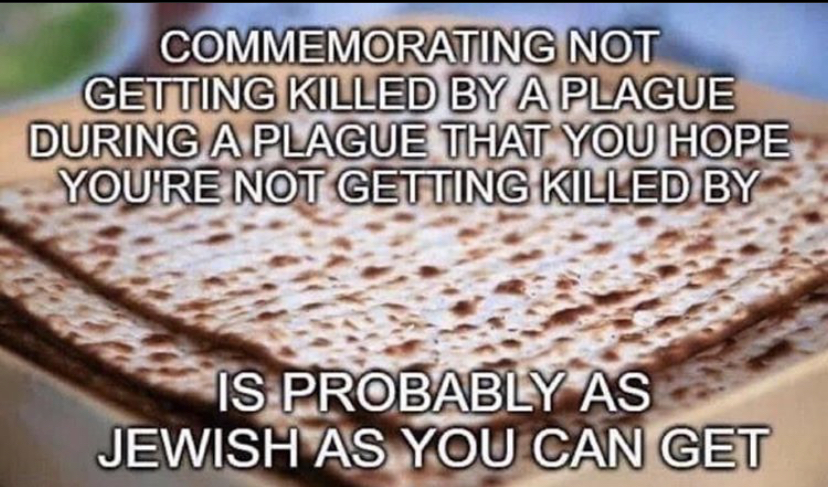 COMMEMORATING NOT
GETTING KILLED BY A PLAGUE
DURING A PLAGUE THAT YOU HOPE
YOU'RE NOT GETTING KILLED BY
IS PROBABLY AS
JEWISH AS YOU CAN GET